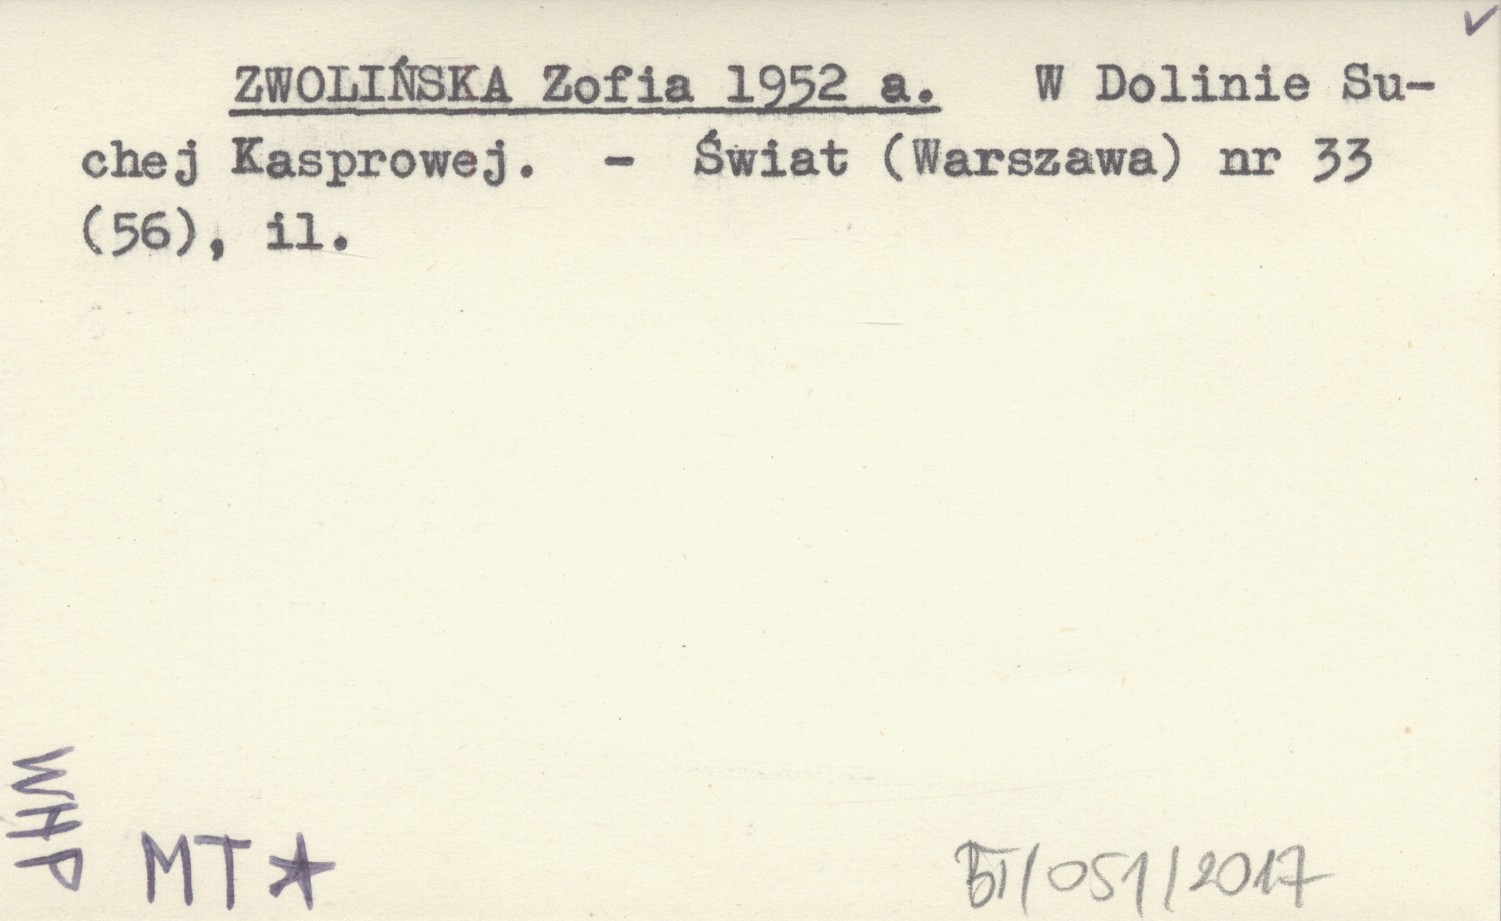 ✓
ZWOLIŃSKA Zofia 1952 a. W Dolinie Su-
chej Kasprowej. - Świat (Warszawa) nr 33
(56), il.
WHP
MT ★
BT/051/2017